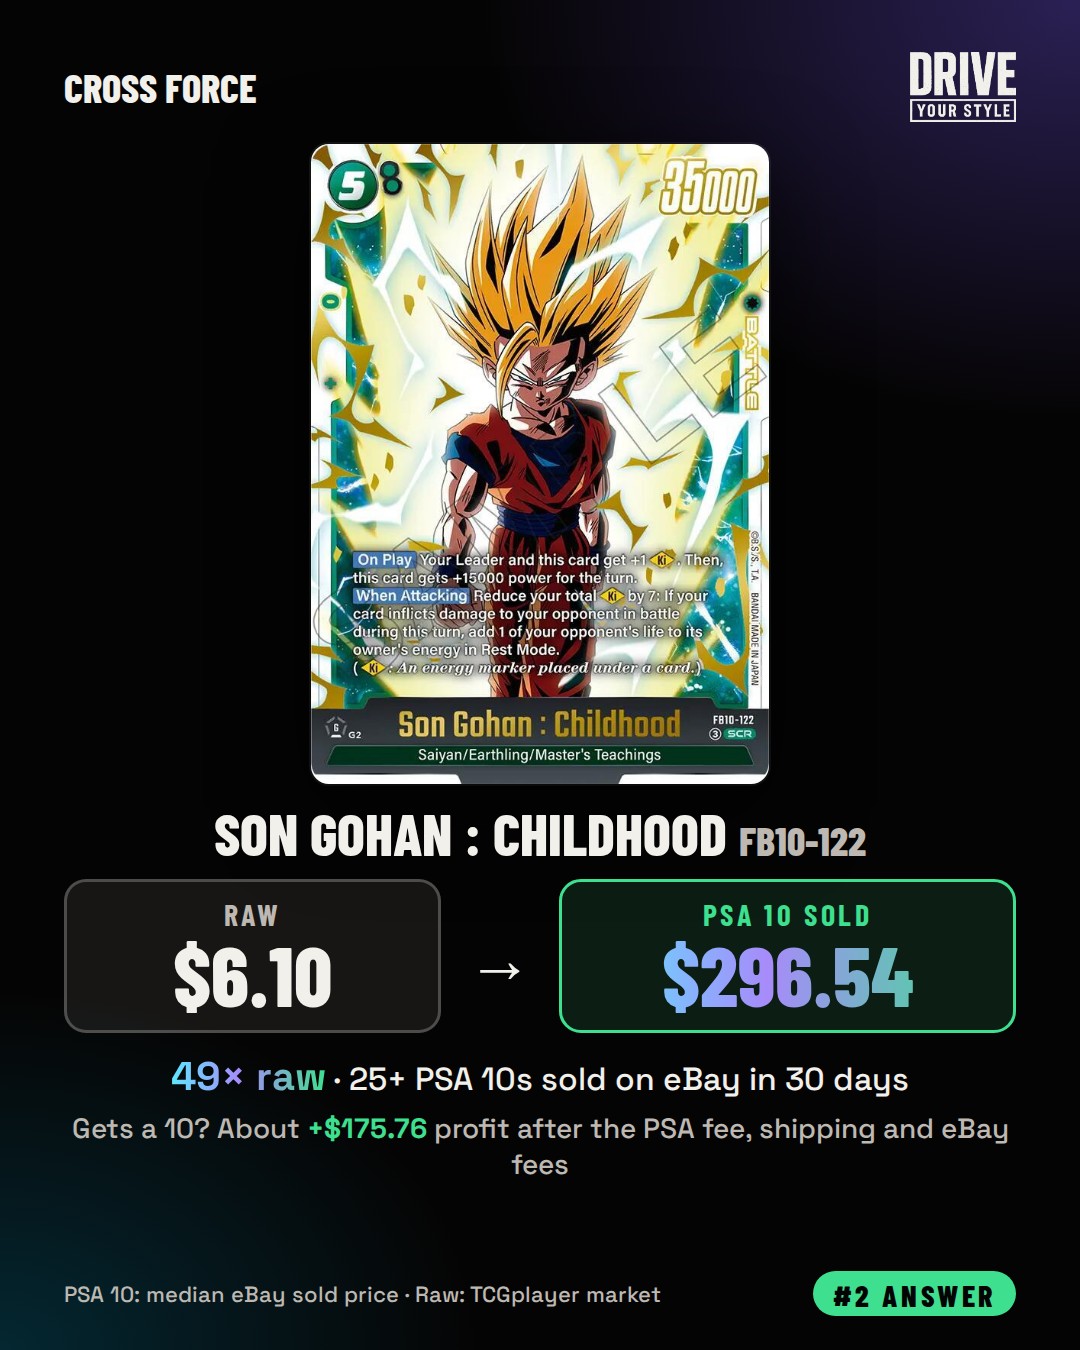 CROSS FORCE
DRIVE
YOUR STYLE
5 8
35000
0
BATTLE
On Play Your Leader and this card get +1 Ki. Then,
this card gets +15000 power for the turn.
When Attacking Reduce your total Ki by 7: If your
card inflicts damage to your opponent in battle
during this turn, add 1 of your opponent's life to its
owner's energy in Rest Mode.
(Ki: An energy marker placed under a card.)
©B.S/S., T.A. BANDAI MADE IN JAPAN
G G2
Son Gohan : Childhood
FB10-122
3 SCR
Saiyan/Earthling/Master's Teachings
SON GOHAN : CHILDHOOD FB10-122
RAW
$6.10
→
PSA 10 SOLD
$296.54
49× raw · 25+ PSA 10s sold on eBay in 30 days
Gets a 10? About +$175.76 profit after the PSA fee, shipping and eBay
fees
PSA 10: median eBay sold price · Raw: TCGplayer market
#2 ANSWER